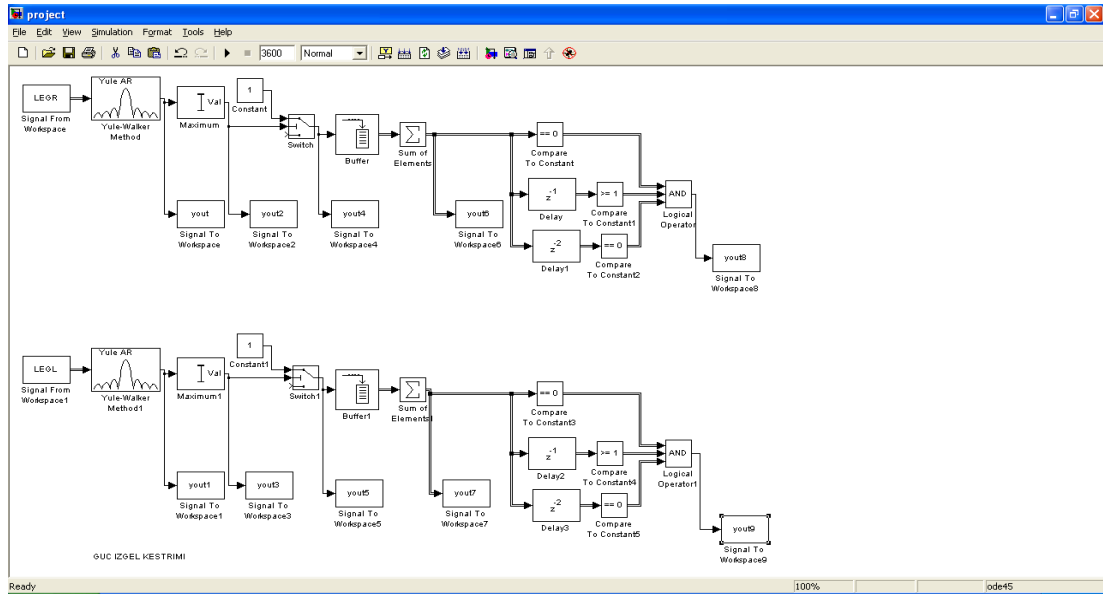 project
File Edit View Simulation Format Tools Help
3600 Normal
LEGR
Signal From
Workspace
Yule AR
Yule-Walker
Method
Val
Maximum
1
Constant
Switch
Buffer
Sum of
Elements
== 0
Compare
To Constant
z-1
Delay
>= 1
Compare
To Constant1
z-2
Delay1
== 0
Compare
To Constant2
AND
Logical
Operator
yout
Signal To
Workspace
yout2
Signal To
Workspace2
yout4
Signal To
Workspace4
yout6
Signal To
Workspace6
yout8
Signal To
Workspace8
LEGL
Signal From
Workspace1
Yule AR
Yule-Walker
Method1
Val
Maximum1
1
Constant1
Switch1
Buffer1
Sum of
Elements1
== 0
Compare
To Constant3
z-1
Delay2
>= 1
Compare
To Constant4
z-2
Delay3
== 0
Compare
To Constant5
AND
Logical
Operator1
yout1
Signal To
Workspace1
yout3
Signal To
Workspace3
yout5
Signal To
Workspace5
yout7
Signal To
Workspace7
yout9
Signal To
Workspace9
GUC IZGEL KESTRIMI
Ready 100% ode45